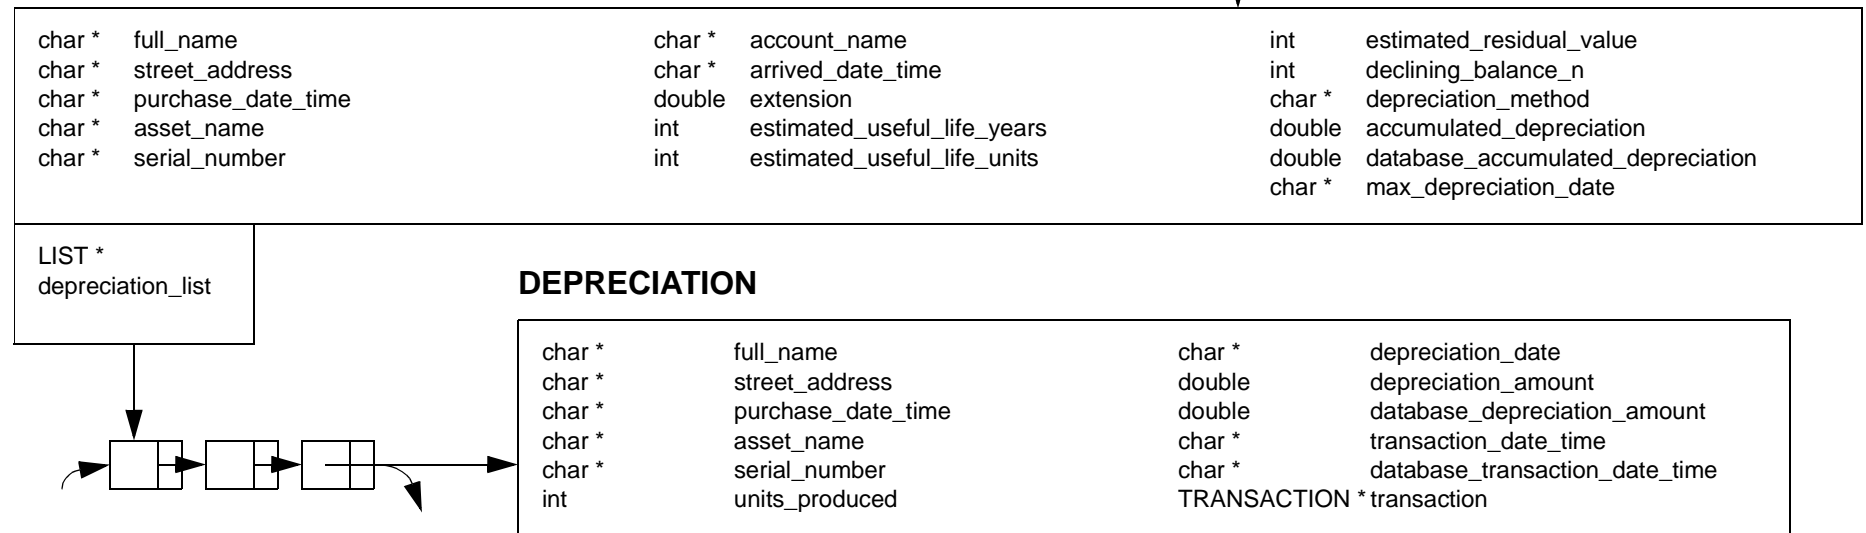 char * full_name
char * street_address
char * purchase_date_time
char * asset_name
char * serial_number
char * account_name
char * arrived_date_time
double extension
int estimated_useful_life_years
int estimated_useful_life_units
int estimated_residual_value
int declining_balance_n
char * depreciation_method
double accumulated_depreciation
double database_accumulated_depreciation
char * max_depreciation_date
LIST *
depreciation_list
DEPRECIATION
char * full_name
char * street_address
char * purchase_date_time
char * asset_name
char * serial_number
int units_produced
char * depreciation_date
double depreciation_amount
double database_depreciation_amount
char * transaction_date_time
char * database_transaction_date_time
TRANSACTION * transaction